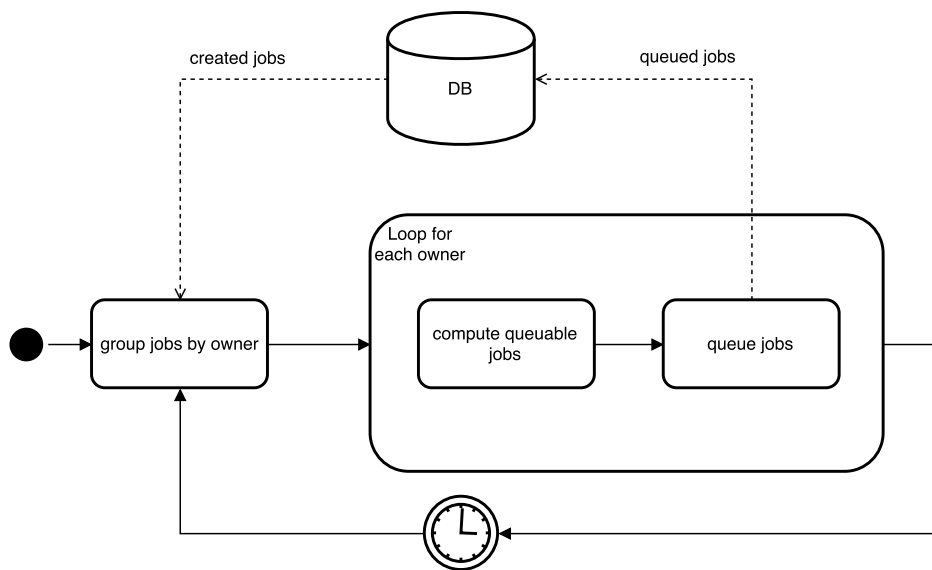 created jobs
queued jobs
DB
Loop for
each owner
group jobs by owner
compute queuable
jobs
queue jobs